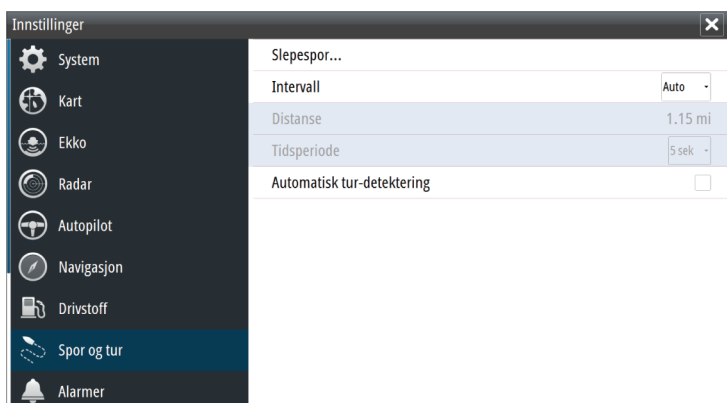 Innstillinger
System
Kart
Ekko
Radar
Autopilot
Navigasjon
Drivstoff
Spor og tur
Alarmer
Slepespor...
Intervall Auto
Distanse 1.15 mi
Tidsperiode 5 sek
Automatisk tur-detektering